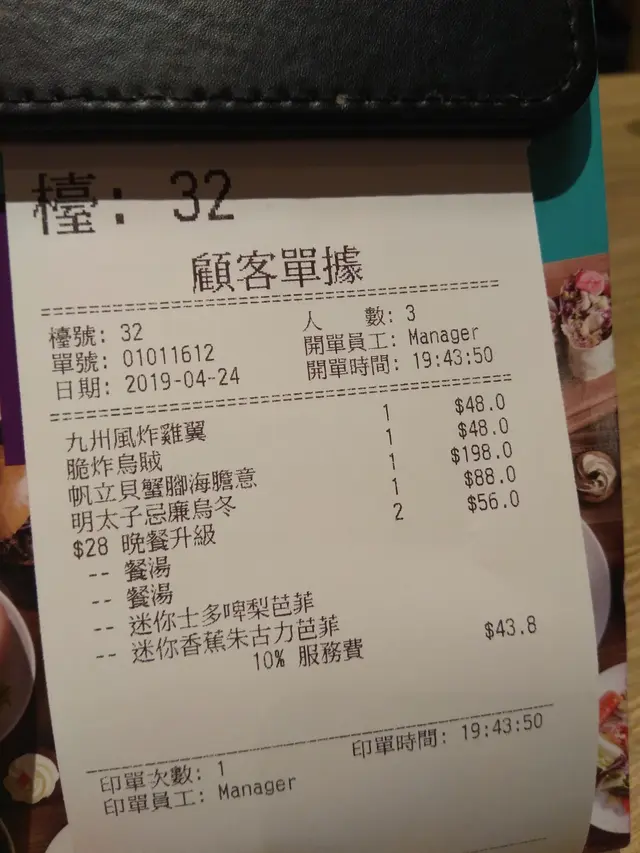 檯: 32
顧客單據
檯號: 32 人 數: 3
單號: 01011612 開單員工: Manager
日期: 2019-04-24 開單時間: 19:43:50
九州風炸雞翼 1 $48.0
脆炸烏賊 1 $48.0
帆立貝蟹腳海膽意 1 $198.0
明太子忌廉烏冬 1 $88.0
$28 晚餐升級 2 $56.0
-- 餐湯
-- 餐湯
-- 迷你士多啤梨芭菲
-- 迷你香蕉朱古力芭菲
10% 服務費 $43.8
印單次數: 1 印單時間: 19:43:50
印單員工: Manager